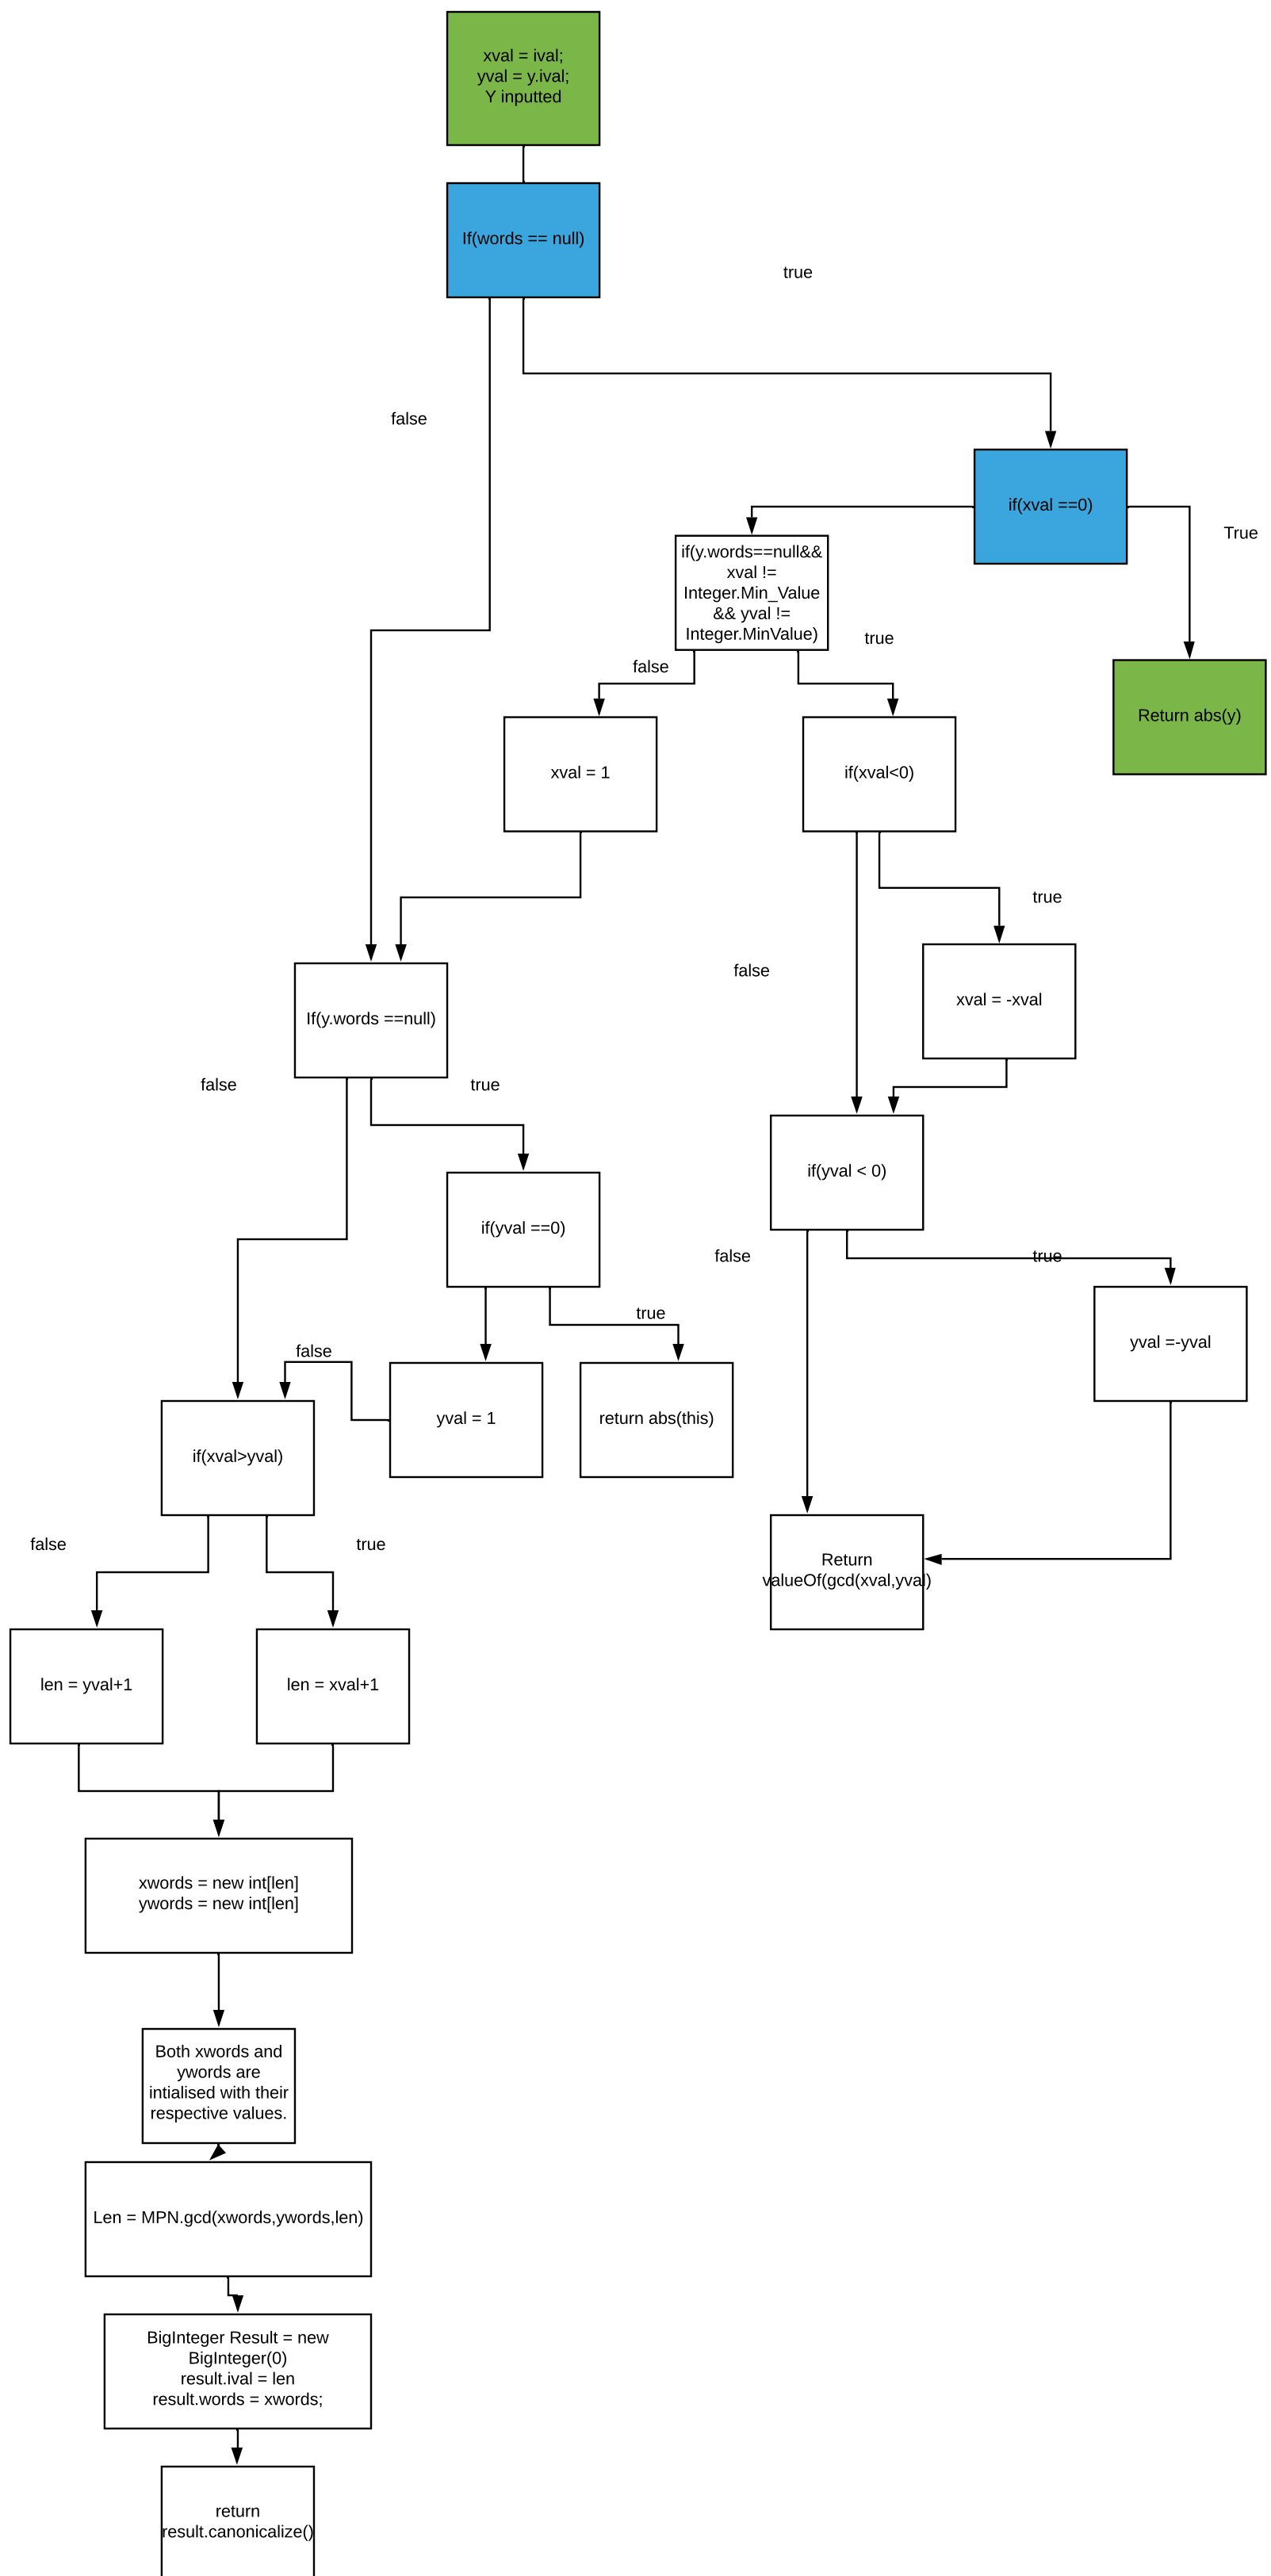 xval = ival;
yval = y.ival;
Y inputted
If(words == null)
true
false
if(xval ==0)
True
if(y.words==null&&
xval !=
Integer.Min_Value
&& yval !=
Integer.MinValue)
true
false
Return abs(y)
xval = 1
if(xval<0)
true
false
xval = -xval
If(y.words ==null)
false
true
if(yval < 0)
if(yval ==0)
false
true
true
yval =-yval
false
yval = 1
return abs(this)
if(xval>yval)
false
true
Return
valueOf(gcd(xval,yval)
len = yval+1
len = xval+1
xwords = new int[len]
ywords = new int[len]
Both xwords and
ywords are
intialised with their
respective values.
Len = MPN.gcd(xwords,ywords,len)
BigInteger Result = new
BigInteger(0)
result.ival = len
result.words = xwords;
return
result.canonicalize()